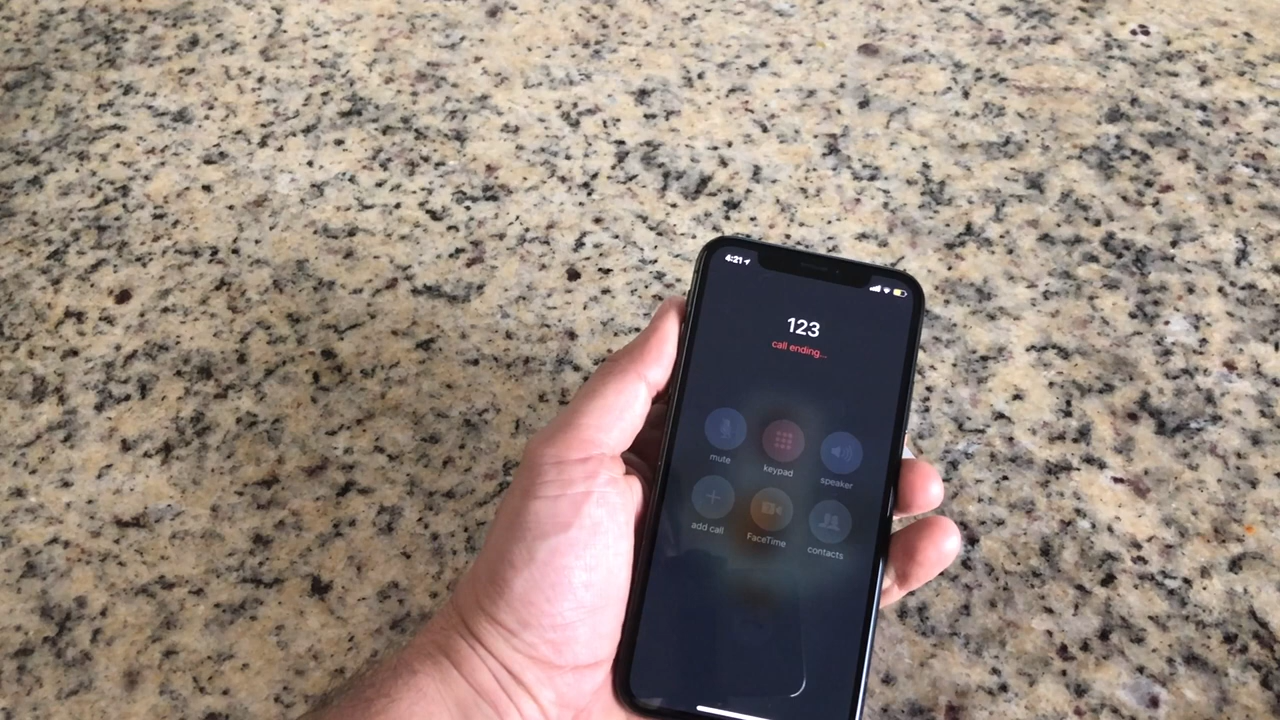 4:21
123
call ending...
mute
keypad
speaker
add call
FaceTime
contacts